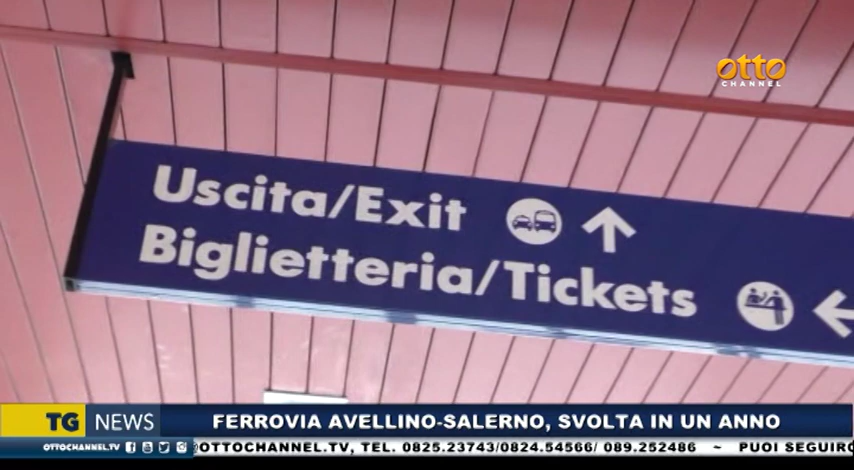 otto
CHANNEL
Uscita/Exit
Biglietteria/Tickets
TG NEWS
FERROVIA AVELLINO-SALERNO, SVOLTA IN UN ANNO
OTTOCHANNEL.TV
OTTOCHANNEL.TV, TEL. 0825.23743/0824.54566/ 089.252486 ~ PUOI SEGUIRC